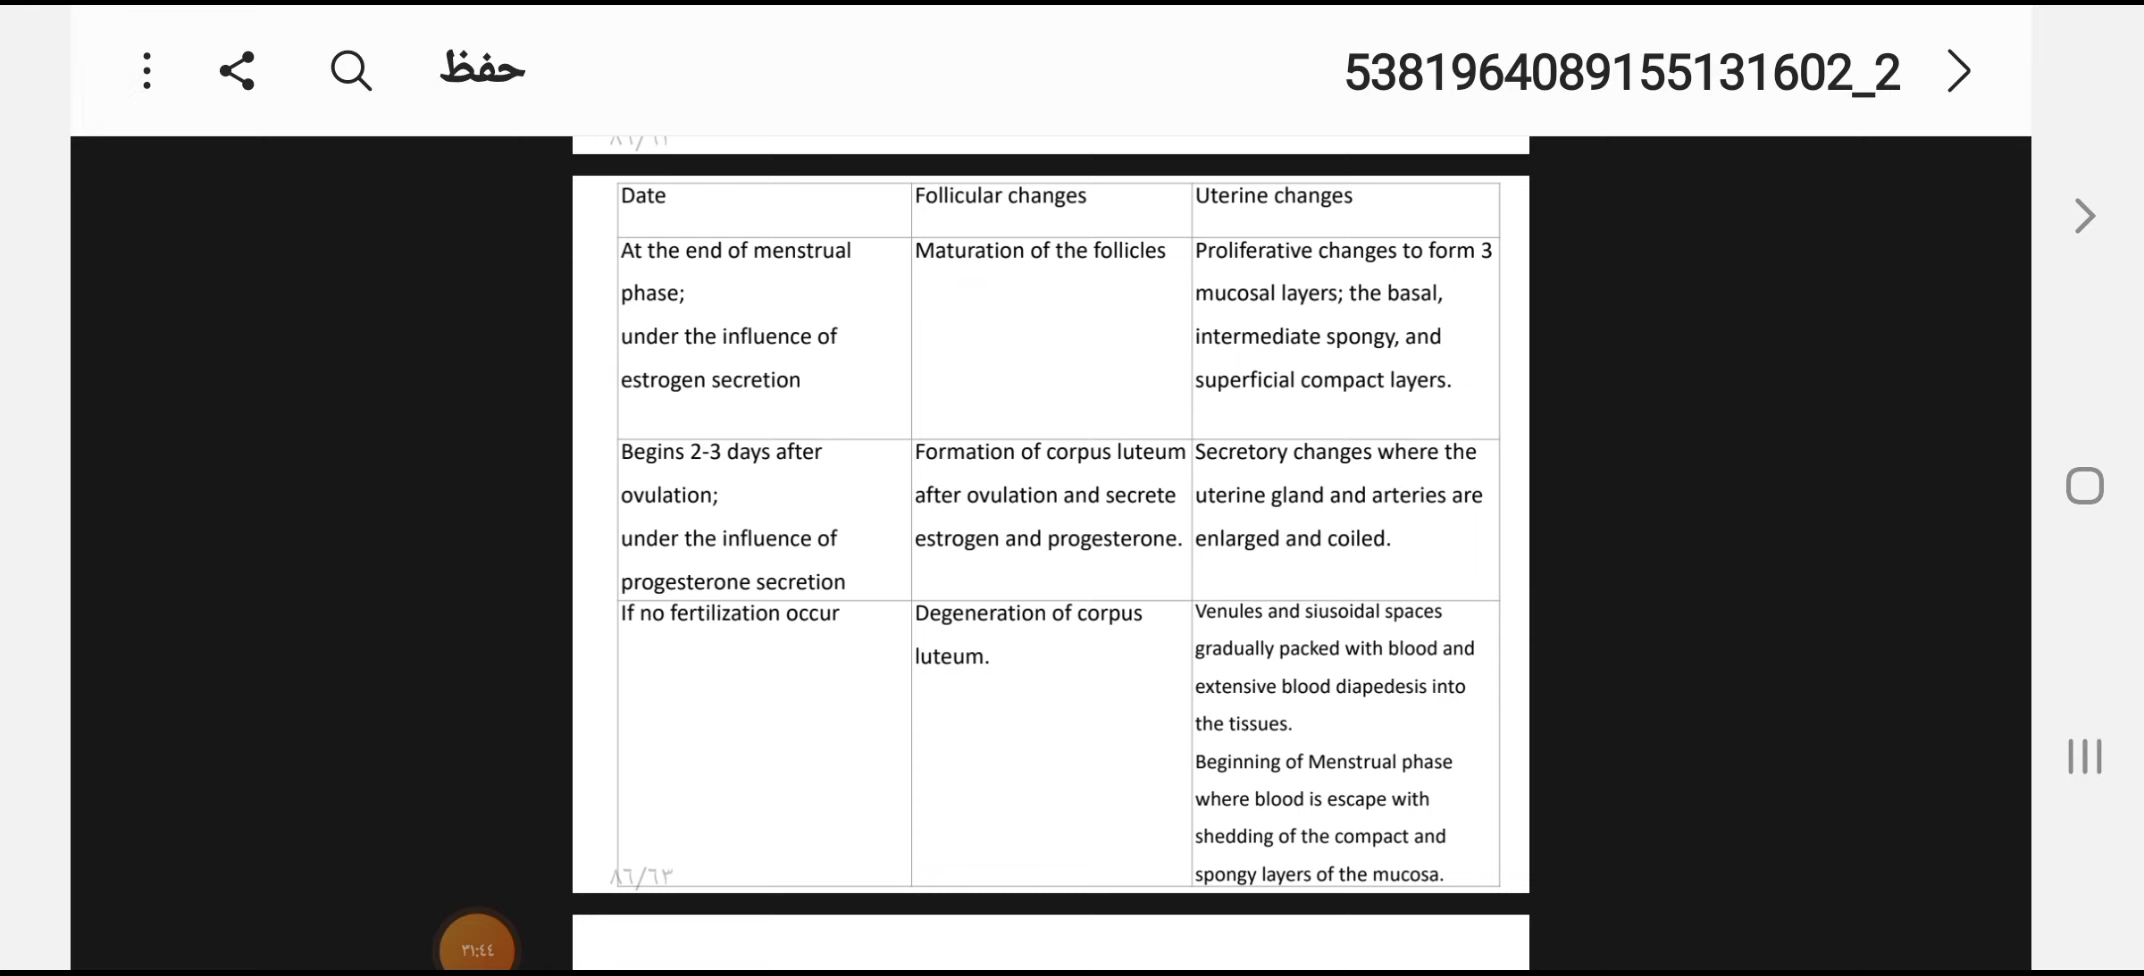 حفظ
5381964089155131602_2
Date
Follicular changes
Uterine changes
At the end of menstrual
phase;
under the influence of
estrogen secretion
Maturation of the follicles
Proliferative changes to form 3
mucosal layers; the basal,
intermediate spongy, and
superficial compact layers.
Begins 2-3 days after
ovulation;
under the influence of
progesterone secretion
Formation of corpus luteum
after ovulation and secrete
estrogen and progesterone.
Secretory changes where the
uterine gland and arteries are
enlarged and coiled.
If no fertilization occur
Degeneration of corpus
luteum.
Venules and siusoidal spaces
gradually packed with blood and
extensive blood diapedesis into
the tissues.
Beginning of Menstrual phase
where blood is escape with
shedding of the compact and
spongy layers of the mucosa.
٨٦/٦٣
٣١:٤٤